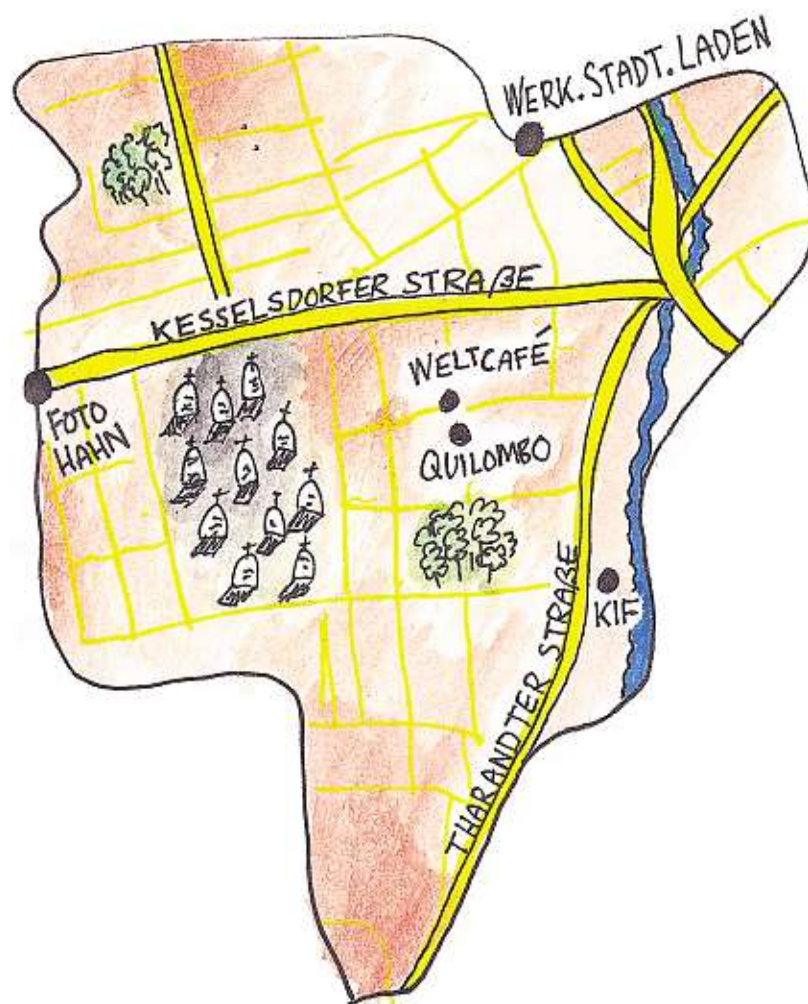 WERK.STADT.LADEN
KESSELSDORFER STRAßE
WELTCAFÉ
FOTO
HAHN
QUILOMBO
KIF
THARANDTER STRAßE